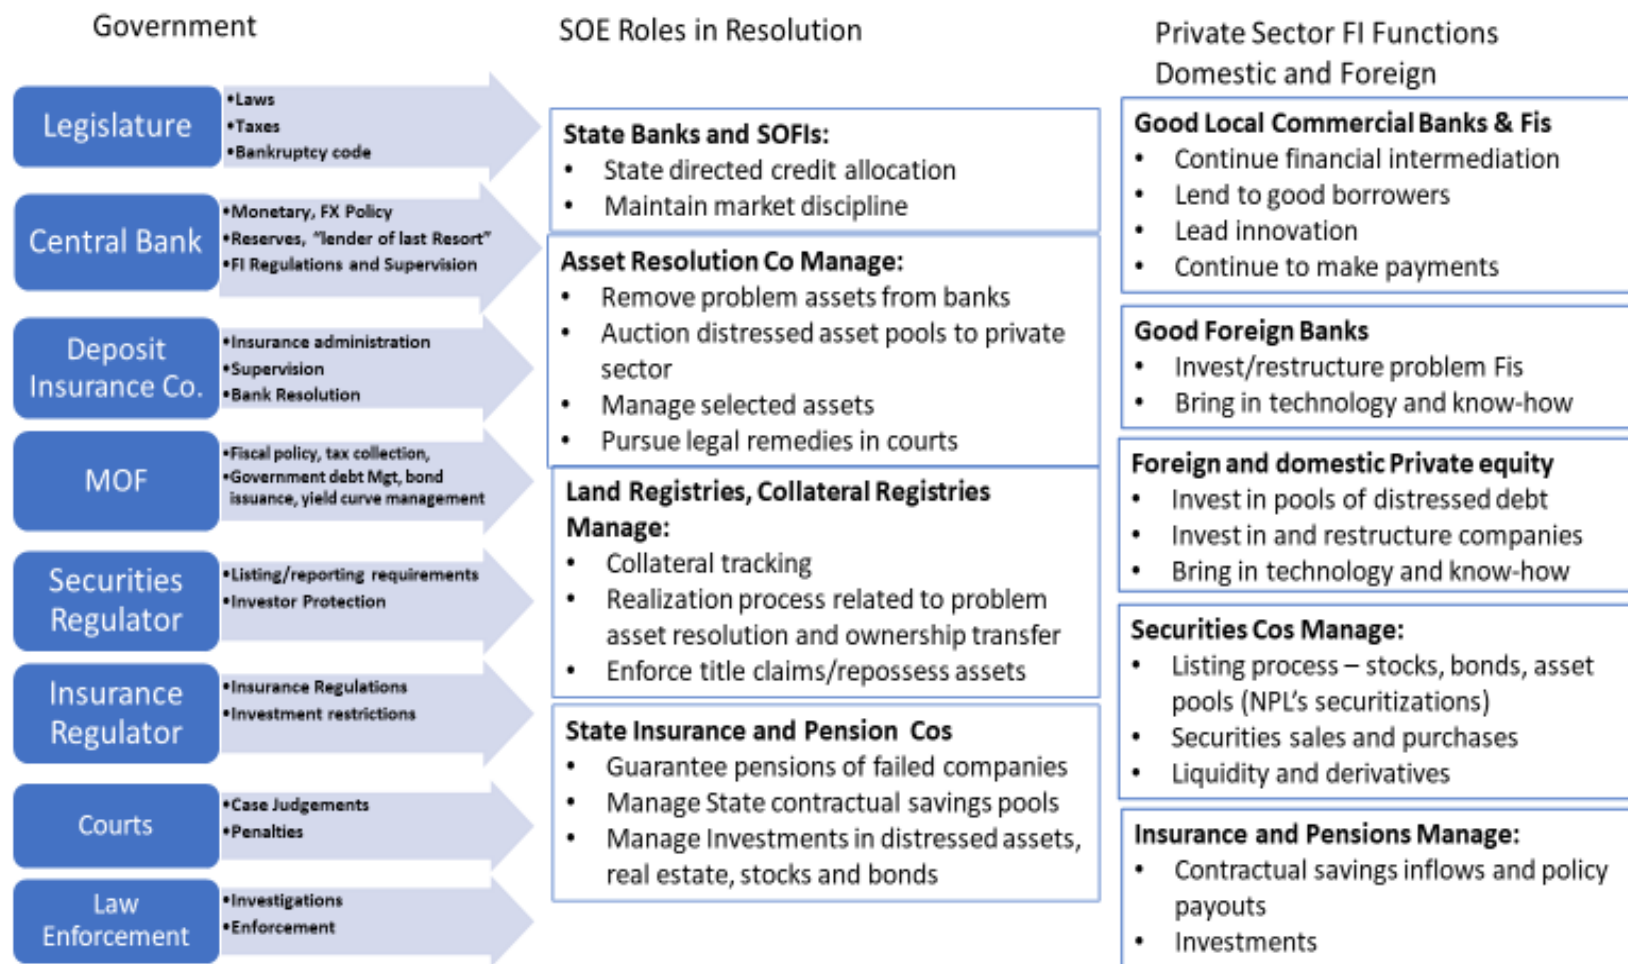 Government
Legislature
•Laws
•Taxes
•Bankruptcy code
Central Bank
•Monetary, FX Policy
•Reserves, “lender of last Resort”
•FI Regulations and Supervision
Deposit
Insurance Co.
•Insurance administration
•Supervision
•Bank Resolution
MOF
•Fiscal policy, tax collection,
•Government debt Mgt, bond
issuance, yield curve management
Securities
Regulator
•Listing/reporting requirements
•Investor Protection
Insurance
Regulator
•Insurance Regulations
•Investment restrictions
Courts
•Case Judgements
•Penalties
Law
Enforcement
•Investigations
•Enforcement
SOE Roles in Resolution
State Banks and SOFIs:
• State directed credit allocation
• Maintain market discipline
Asset Resolution Co Manage:
• Remove problem assets from banks
• Auction distressed asset pools to private
sector
• Manage selected assets
• Pursue legal remedies in courts
Land Registries, Collateral Registries
Manage:
• Collateral tracking
• Realization process related to problem
asset resolution and ownership transfer
• Enforce title claims/repossess assets
State Insurance and Pension Cos
• Guarantee pensions of failed companies
• Manage State contractual savings pools
• Manage Investments in distressed assets,
real estate, stocks and bonds
Private Sector FI Functions
Domestic and Foreign
Good Local Commercial Banks & Fis
• Continue financial intermediation
• Lend to good borrowers
• Lead innovation
• Continue to make payments
Good Foreign Banks
• Invest/restructure problem Fis
• Bring in technology and know-how
Foreign and domestic Private equity
• Invest in pools of distressed debt
• Invest in and restructure companies
• Bring in technology and know-how
Securities Cos Manage:
• Listing process – stocks, bonds, asset
pools (NPL’s securitizations)
• Securities sales and purchases
• Liquidity and derivatives
Insurance and Pensions Manage:
• Contractual savings inflows and policy
payouts
• Investments